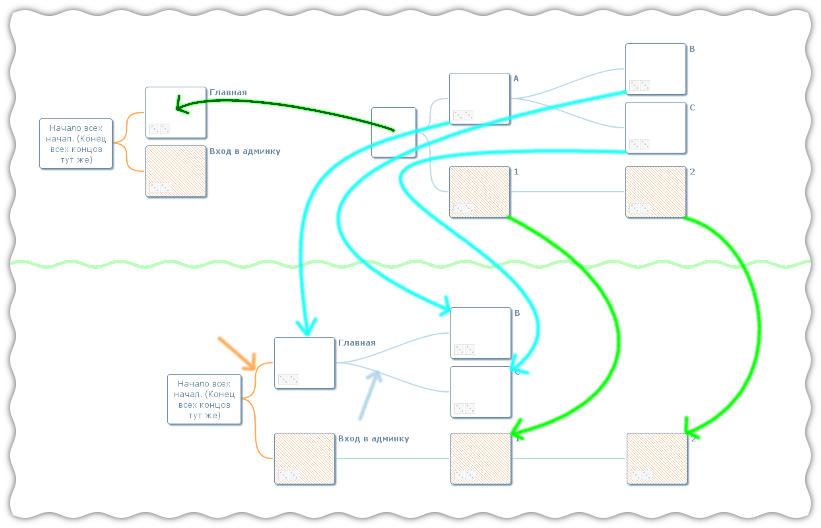 B
A
Главная
C
Начало всех
начал. (Конец
всех концов
тут же)
Вход в админку
1
2
B
Главная
Начало всех
начал. (Конец
всех концов
тут же)
Вход в админку